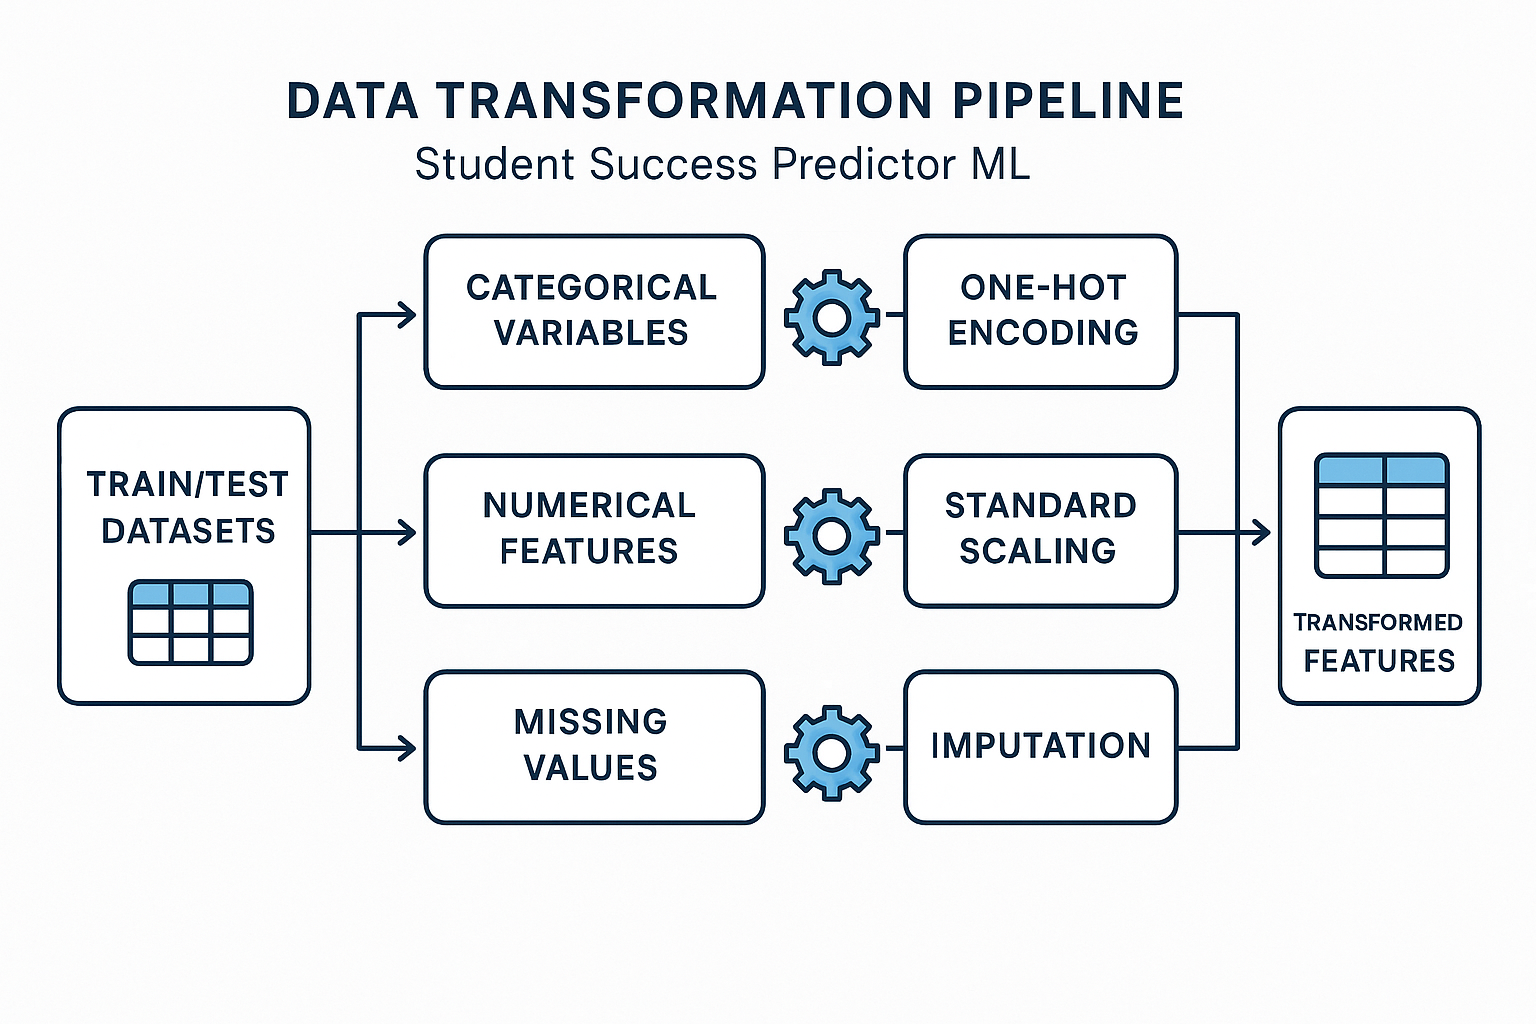 DATA TRANSFORMATION PIPELINE
Student Success Predictor ML
TRAIN/TEST
DATASETS
CATEGORICAL
VARIABLES
ONE-HOT
ENCODING
NUMERICAL
FEATURES
STANDARD
SCALING
MISSING
VALUES
IMPUTATION
TRANSFORMED
FEATURES